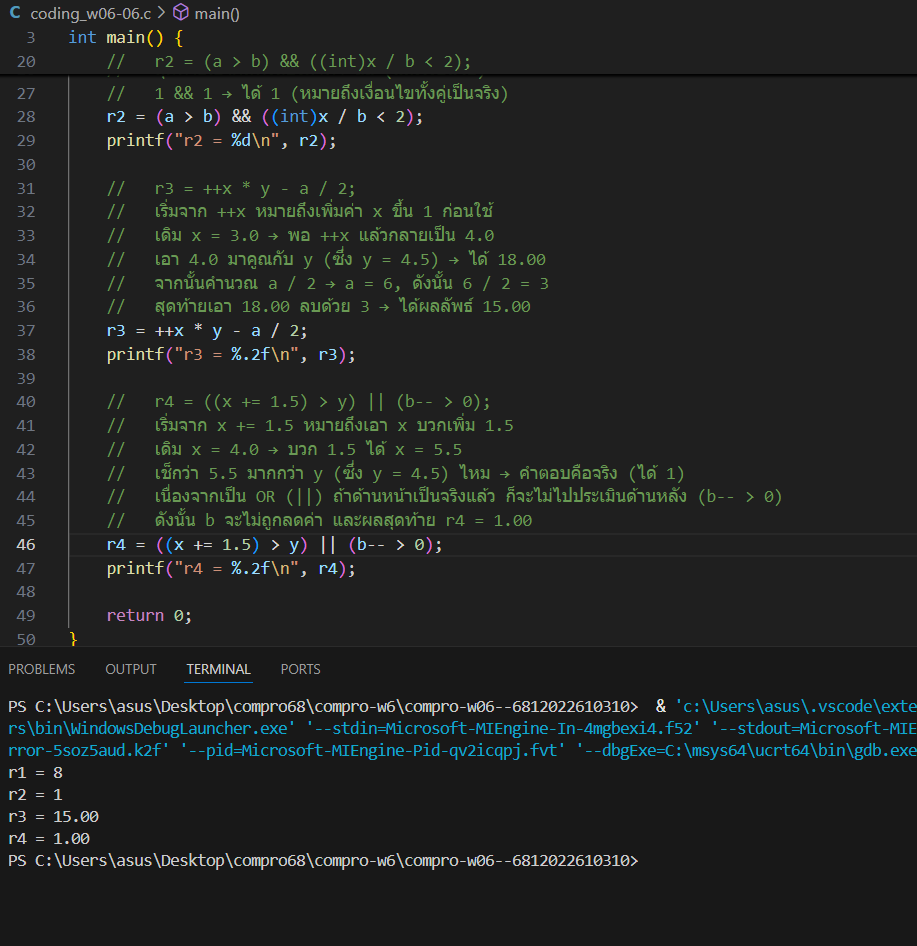 coding_w06-06.c > main()
3 int main() {
20 // r2 = (a > b) && ((int)x / b < 2);
27 // 1 && 1 → ได้ 1 (หมายถึงเงื่อนไขทั้งคู่เป็นจริง)
28 r2 = (a > b) && ((int)x / b < 2);
29 printf("r2 = %d\n", r2);
30
31 // r3 = ++x * y - a / 2;
32 // เริ่มจาก ++x หมายถึงเพิ่มค่า x ขึ้น 1 ก่อนใช้
33 // เดิม x = 3.0 → พอ ++x แล้วกลายเป็น 4.0
34 // เอา 4.0 มาคูณกับ y (ซึ่ง y = 4.5) → ได้ 18.00
35 // จากนั้นคำนวณ a / 2 → a = 6, ดังนั้น 6 / 2 = 3
36 // สุดท้ายเอา 18.00 ลบด้วย 3 → ได้ผลลัพธ์ 15.00
37 r3 = ++x * y - a / 2;
38 printf("r3 = %.2f\n", r3);
39
40 // r4 = ((x += 1.5) > y) || (b-- > 0);
41 // เริ่มจาก x += 1.5 หมายถึงเอา x บวกเพิ่ม 1.5
42 // เดิม x = 4.0 → บวก 1.5 ได้ x = 5.5
43 // เช็กว่า 5.5 มากกว่า y (ซึ่ง y = 4.5) ไหม → คำตอบคือจริง (ได้ 1)
44 // เนื่องจากเป็น OR (||) ถ้าด้านหน้าเป็นจริงแล้ว ก็จะไม่ไปประเมินด้านหลัง (b-- > 0)
45 // ดังนั้น b จะไม่ถูกลดค่า และผลสุดท้าย r4 = 1.00
46 r4 = ((x += 1.5) > y) || (b-- > 0);
47 printf("r4 = %.2f\n", r4);
48
49 return 0;
50 }
PROBLEMS OUTPUT TERMINAL PORTS
PS C:\Users\asus\Desktop\compro68\compro-w6\compro-w06--6812022610310> & 'c:\Users\asus\.vscode\exte
rs\bin\WindowsDebugLauncher.exe' '--stdin=Microsoft-MIEngine-In-4mgbexi4.f52' '--stdout=Microsoft-MIE
rror-5soz5aud.k2f' '--pid=Microsoft-MIEngine-Pid-qv2icqpj.fvt' '--dbgExe=C:\msys64\ucrt64\bin\gdb.exe
r1 = 8
r2 = 1
r3 = 15.00
r4 = 1.00
PS C:\Users\asus\Desktop\compro68\compro-w6\compro-w06--6812022610310>